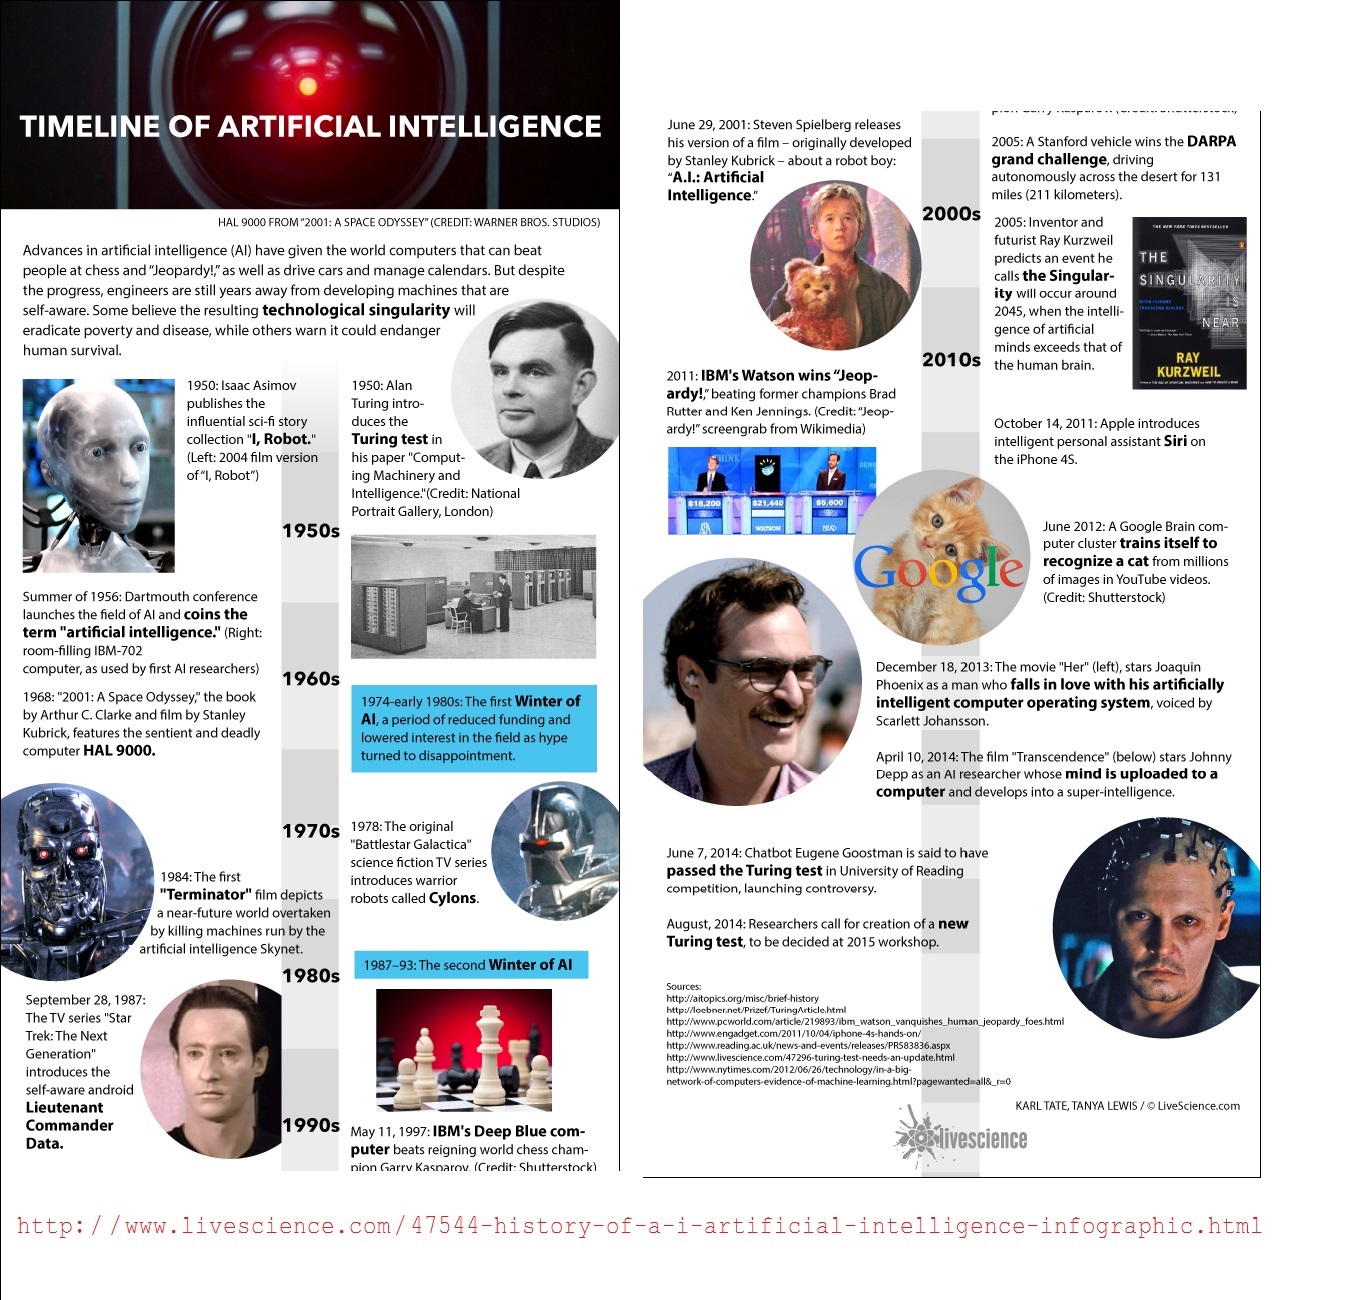 TIMELINE OF ARTIFICIAL INTELLIGENCE
HAL 9000 FROM “2001: A SPACE ODYSSEY” (CREDIT: WARNER BROS. STUDIOS)
Advances in artificial intelligence (AI) have given the world computers that can beat
people at chess and “Jeopardy!,” as well as drive cars and manage calendars. But despite
the progress, engineers are still years away from developing machines that are
self-aware. Some believe the resulting technological singularity will
eradicate poverty and disease, while others warn it could endanger
human survival.
1950: Isaac Asimov
publishes the
influential sci-fi story
collection "I, Robot."
(Left: 2004 film version
of “I, Robot”)
1950: Alan
Turing intro-
duces the
Turing test in
his paper "Comput-
ing Machinery and
Intelligence."(Credit: National
Portrait Gallery, London)
1950s
Summer of 1956: Dartmouth conference
launches the field of AI and coins the
term "artificial intelligence." (Right:
room-filling IBM-702
computer, as used by first AI researchers)
1960s
1968: "2001: A Space Odyssey," the book
by Arthur C. Clarke and film by Stanley
Kubrick, features the sentient and deadly
computer HAL 9000.
1974-early 1980s: The first Winter of
AI, a period of reduced funding and
lowered interest in the field as hype
turned to disappointment.
1970s
1978: The original
"Battlestar Galactica"
science fiction TV series
introduces warrior
robots called Cylons.
1984: The first
"Terminator" film depicts
a near-future world overtaken
by killing machines run by the
artificial intelligence Skynet.
1980s
1987–93: The second Winter of AI
September 28, 1987:
The TV series "Star
Trek: The Next
Generation"
introduces the
self-aware android
Lieutenant
Commander
Data.
1990s
May 11, 1997: IBM's Deep Blue com-
puter beats reigning world chess cham-
pion Garry Kasparov. (Credit: Shutterstock)
June 29, 2001: Steven Spielberg releases
his version of a film – originally developed
by Stanley Kubrick – about a robot boy:
“A.I.: Artificial
Intelligence.”
2000s
pion Garry Kasparov. (Credit: Shutterstock)
2005: A Stanford vehicle wins the DARPA
grand challenge, driving
autonomously across the desert for 131
miles (211 kilometers).
2005: Inventor and
futurist Ray Kurzweil
predicts an event he
calls the Singular-
ity will occur around
2045, when the intelli-
gence of artificial
minds exceeds that of
the human brain.
THE NEW YORK TIMES BESTSELLER
THE
SINGULARITY
IS
NEAR
RAY
KURZWEIL
2010s
2011: IBM's Watson wins “Jeop-
ardy!,” beating former champions Brad
Rutter and Ken Jennings. (Credit: “Jeop-
ardy!” screengrab from Wikimedia)
$18,200
$21,440
$5,600
WATSON
October 14, 2011: Apple introduces
intelligent personal assistant Siri on
the iPhone 4S.
Google
June 2012: A Google Brain com-
puter cluster trains itself to
recognize a cat from millions
of images in YouTube videos.
(Credit: Shutterstock)
December 18, 2013: The movie "Her" (left), stars Joaquin
Phoenix as a man who falls in love with his artificially
intelligent computer operating system, voiced by
Scarlett Johansson.
April 10, 2014: The film "Transcendence" (below) stars Johnny
Depp as an AI researcher whose mind is uploaded to a
computer and develops into a super-intelligence.
June 7, 2014: Chatbot Eugene Goostman is said to have
passed the Turing test in University of Reading
competition, launching controversy.
August, 2014: Researchers call for creation of a new
Turing test, to be decided at 2015 workshop.
Sources:
http://aitopics.org/misc/brief-history
http://loebner.net/Prizef/TuringArticle.html
http://www.pcworld.com/article/219893/ibm_watson_vanquishes_human_jeopardy_foes.html
http://www.engadget.com/2011/10/04/iphone-4s-hands-on/
http://www.reading.ac.uk/news-and-events/releases/PR583836.aspx
http://www.livescience.com/47296-turing-test-needs-an-update.html
http://www.nytimes.com/2012/06/26/technology/in-a-big-
network-of-computers-evidence-of-machine-learning.html?pagewanted=all&_r=0
KARL TATE, TANYA LEWIS / © LiveScience.com
livescience
http://www.livescience.com/47544-history-of-a-i-artificial-intelligence-infographic.html